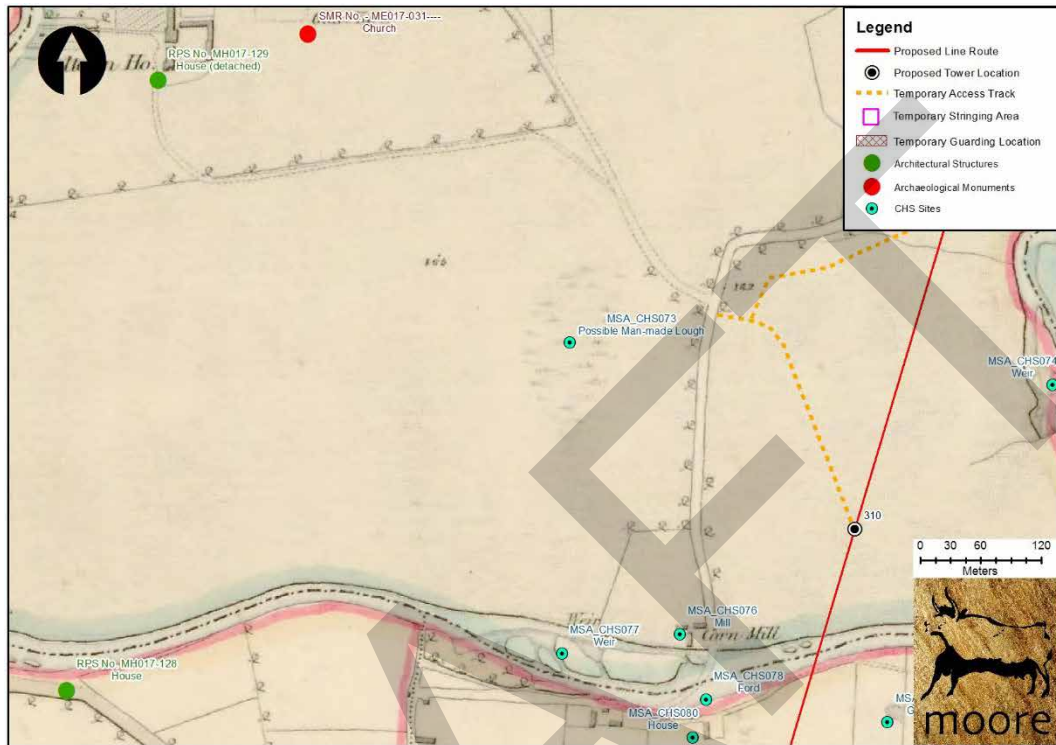 SMR No. - ME017-031----
Church
RPS No. MH017-129
House (detached)
Ho.
Legend
Proposed Line Route
Proposed Tower Location
Temporary Access Track
Temporary Stringing Area
Temporary Guarding Location
Architectural Structures
Archaeological Monuments
CHS Sites
142
MSA_CHS073
Possible Man-made Lough
MSA_CHS074
Weir
310
0 30 60 120
Meters
MSA_CHS076
Mill
Weir
Corn Mill
MSA_CHS077
Weir
RPS No. MH017-128
House
MSA_CHS078
Ford
MSA_CHS080
House
moore